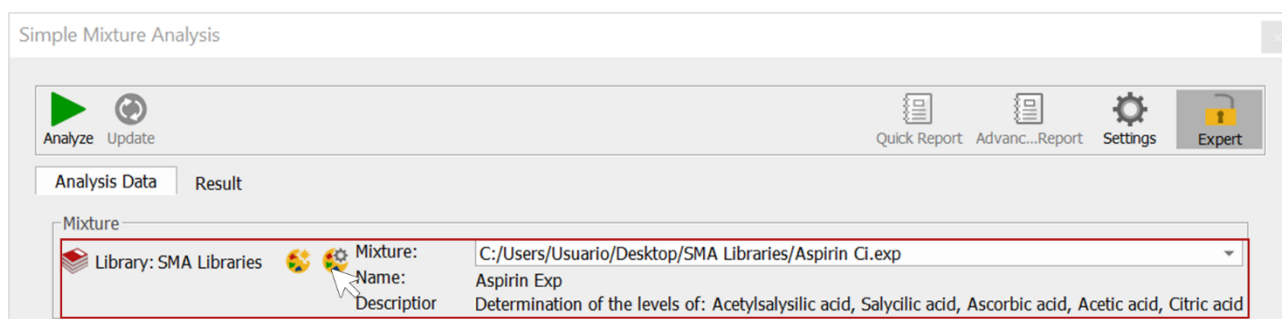 Simple Mixture Analysis
Analyze Update Quick Report Advanc...Report Settings Expert
Analysis Data Result
Mixture
Library: SMA Libraries Mixture: C:/Users/Usuario/Desktop/SMA Libraries/Aspirin Ci.exp
Name: Aspirin Exp
Descriptior Determination of the levels of: Acetylsalysilic acid, Salycilic acid, Ascorbic acid, Acetic acid, Citric acid